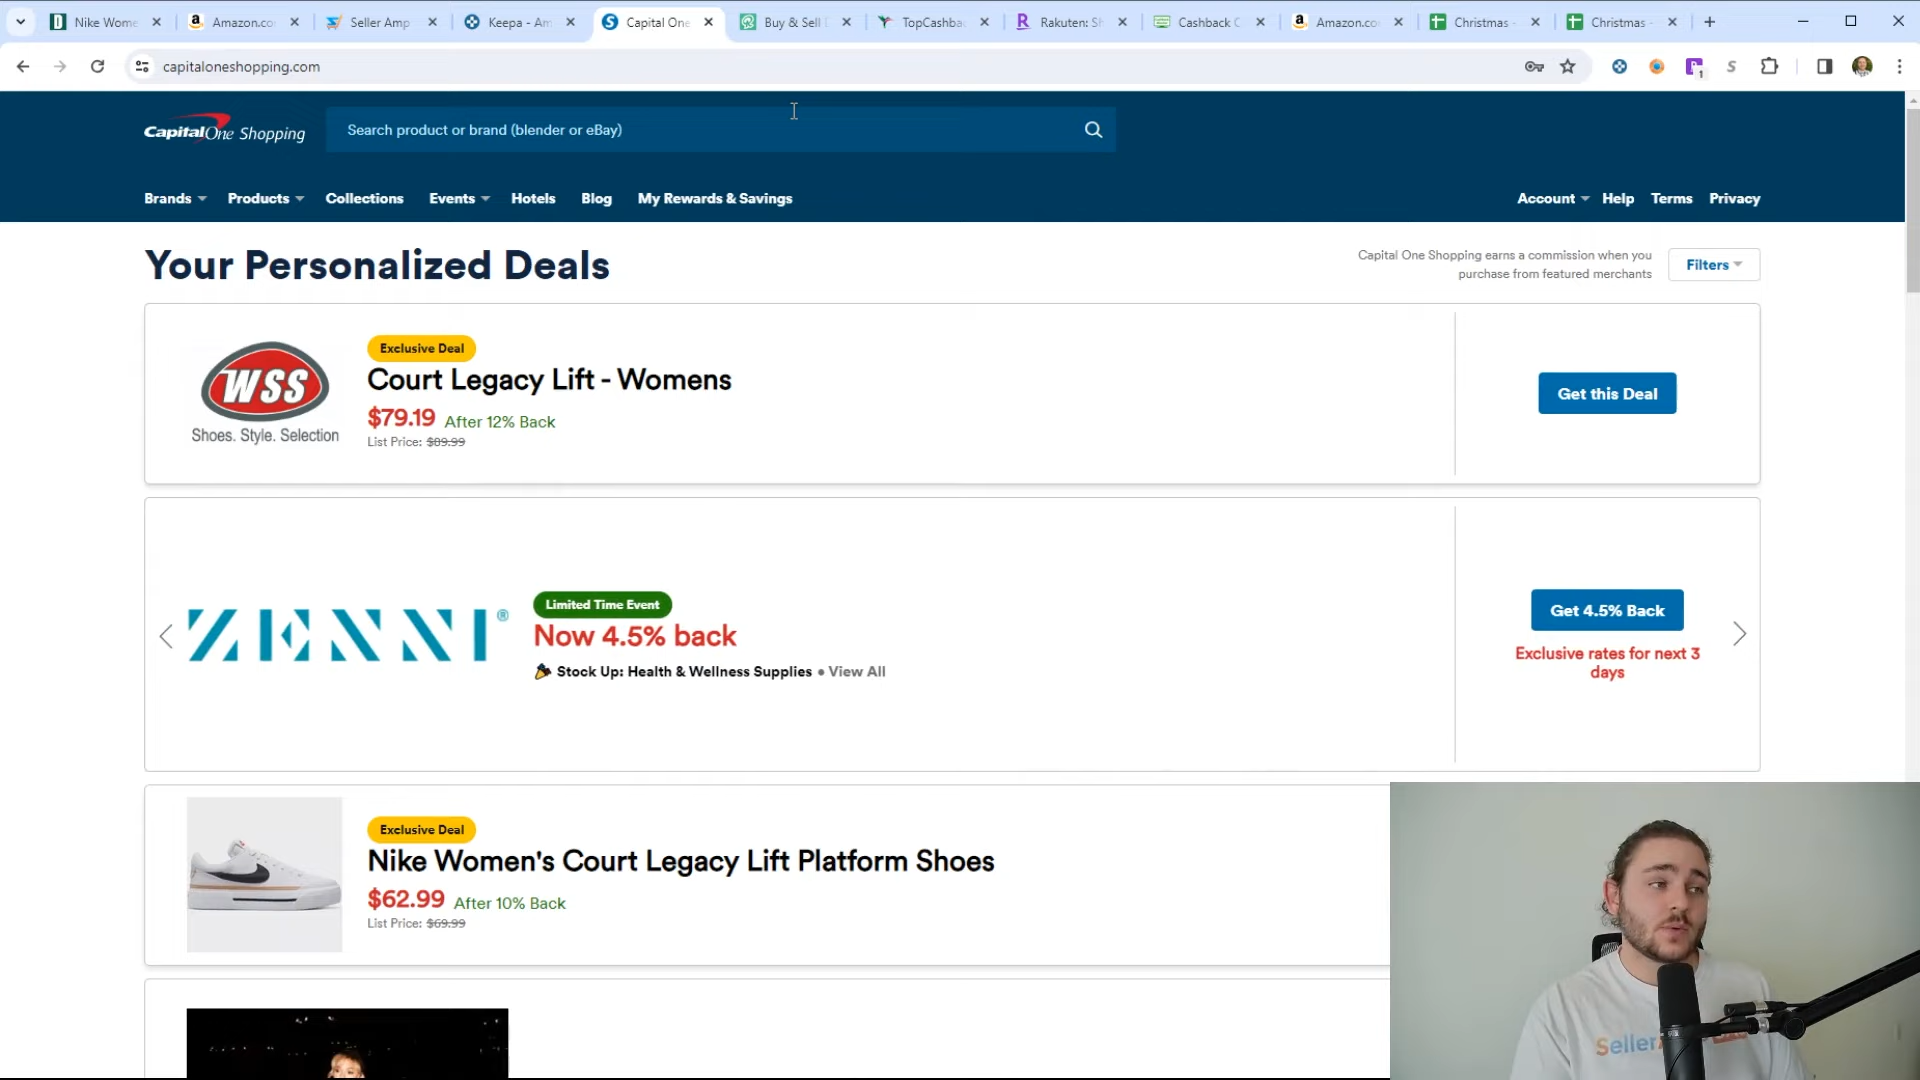 Nike Wome
Amazon.co
Seller Amp
Keepa - Am
Capital One
Buy & Sell
TopCashba
Rakuten: Sh
Cashback C
Amazon.co
Christmas -
Christmas -
capitaloneshopping.com
CapitalOne Shopping
Search product or brand (blender or eBay)
Brands Products Collections Events Hotels Blog My Rewards & Savings
Account Help Terms Privacy
Your Personalized Deals
Capital One Shopping earns a commission when you
purchase from featured merchants
Filters
WSS
Shoes. Style. Selection
Exclusive Deal
Court Legacy Lift - Womens
$79.19 After 12% Back
List Price: $89.99
Get this Deal
ZENNI®
Limited Time Event
Now 4.5% back
Stock Up: Health & Wellness Supplies • View All
Get 4.5% Back
Exclusive rates for next 3
days
Exclusive Deal
Nike Women's Court Legacy Lift Platform Shoes
$62.99 After 10% Back
List Price: $69.99
Seller